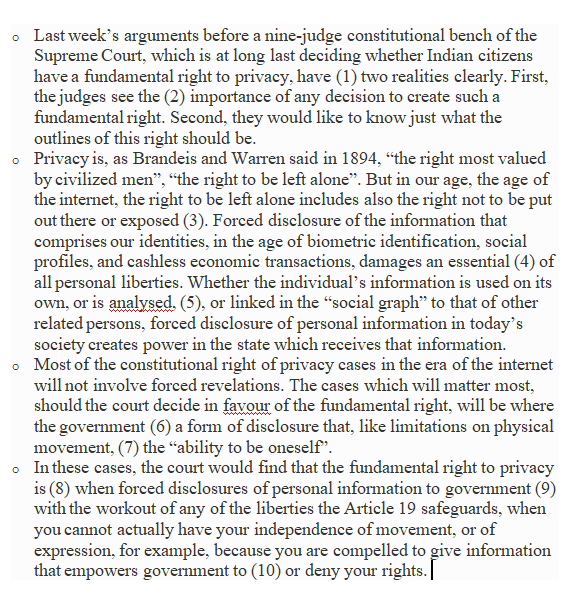 Last week's arguments before a nine-judge constitutional bench of the
Supreme Court, which is at long last deciding whether Indian citizens
have a fundamental right to privacy, have (1) two realities clearly. First,
the judges see the (2) importance of any decision to create such a
fundamental right. Second, they would like to know just what the
outlines of this right should be.
Privacy is, as Brandeis and Warren said in 1894, “the right most valued
by civilized men”, “the right to be left alone”. But in our age, the age of
the internet, the right to be left alone includes also the right not to be put
out there or exposed (3). Forced disclosure of the information that
comprises our identities, in the age of biometric identification, social
profiles, and cashless economic transactions, damages an essential (4) of
all personal liberties. Whether the individual's information is used on its
own, or is analysed, (5), or linked in the “social graph” to that of other
related persons, forced disclosure of personal information in today's
society creates power in the state which receives that information.
Most of the constitutional right of privacy cases in the era of the internet
will not involve forced revelations. The cases which will matter most,
should the court decide in favour of the fundamental right, will be where
the government (6) a form of disclosure that, like limitations on physical
movement, (7) the “ability to be oneself”.
In these cases, the court would find that the fundamental right to privacy
is (8) when forced disclosures of personal information to government (9)
with the workout of any of the liberties the Article 19 safeguards, when
you cannot actually have your independence of movement, or of
expression, for example, because you are compelled to give information
that empowers government to (10) or deny your rights.